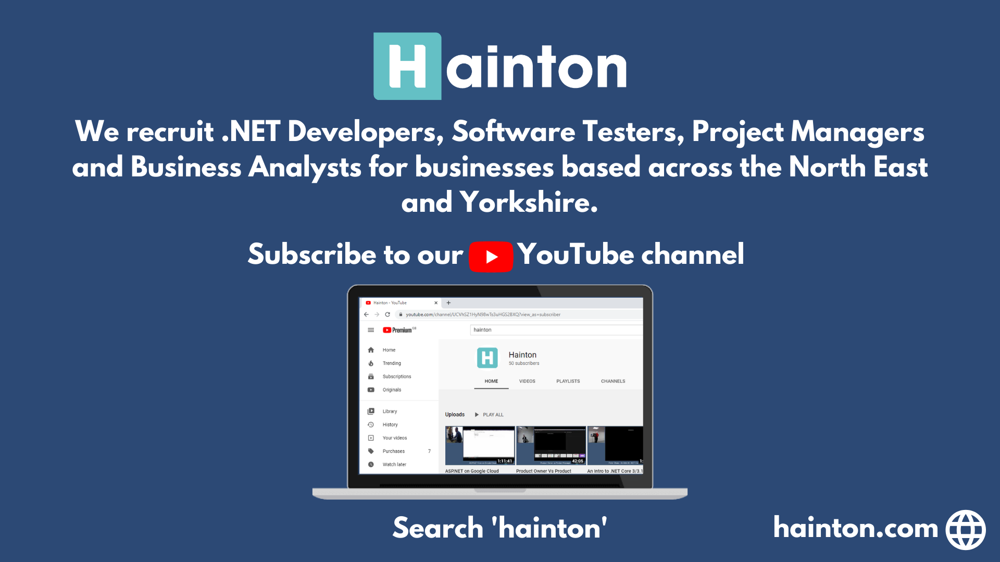 Hainton
We recruit .NET Developers, Software Testers, Project Managers
and Business Analysts for businesses based across the North East
and Yorkshire.
Subscribe to our YouTube channel
Hainton - YouTube
youtube.com/channel/UCVhSZ1HyN98wTs3uHGS2BXQ?view_as=subscriber
Premium GB
hainton
Home
Trending
Subscriptions
Originals
Library
History
Your videos
Purchases 7
Watch later
H
Hainton
50 subscribers
HOME VIDEOS PLAYLISTS CHANNELS
Uploads PLAY ALL
1:11:41 42:05 1:
ASP.NET on Google Cloud Product Owner Vs Product An Intro to .NET Core 3/3.1
Search 'hainton'
hainton.com